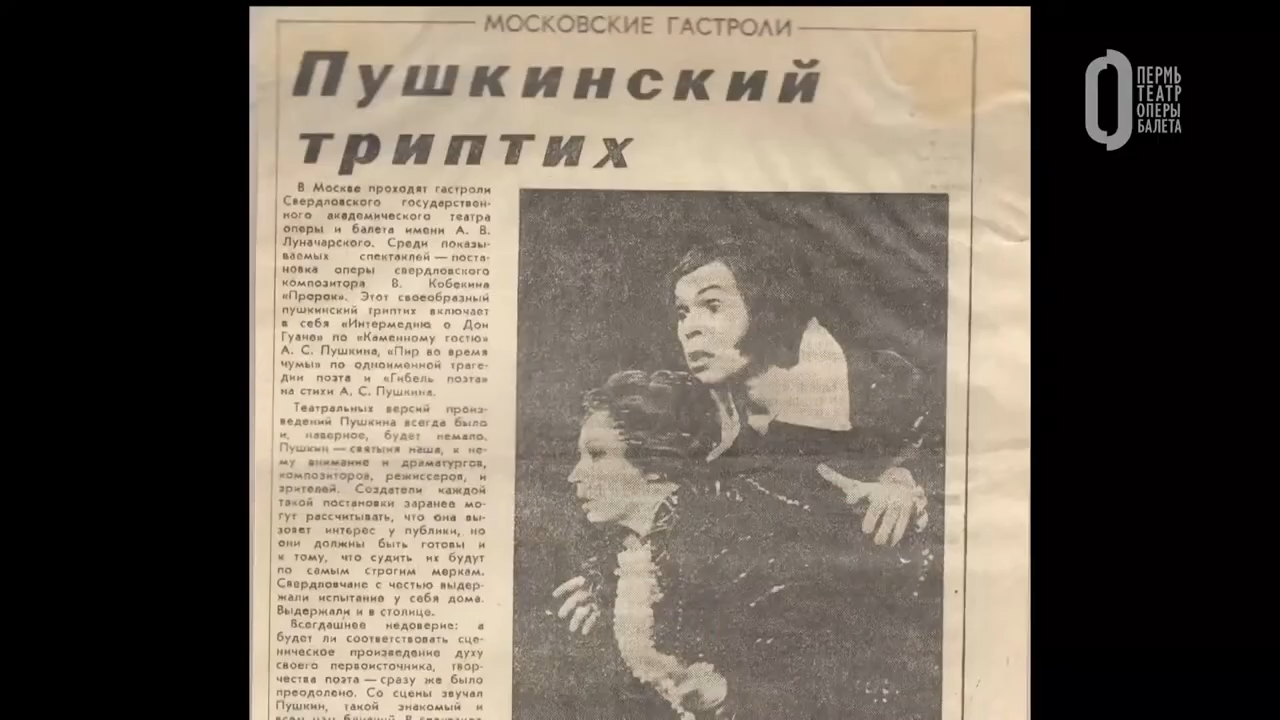 МОСКОВСКИЕ ГАСТРОЛИ
Пушкинский
триптих
В Москве проходят гастроли
Свердловского государствен-
ного академического театра
оперы и балета имени А. В.
Луначарского. Среди показы-
ваемых спектаклей — поста-
новка оперы свердловского
композитора В. Кобекина
«Пророк». Этот своеобразный
пушкинский триптих включает
в себя «Интермедию о Дон
Гуане» по «Каменному гостю»
А. С. Пушкина, «Пир во время
чумы» по одноименной траге-
дии поэта и «Гибель поэта»
на стихи А. С. Пушкина.
Театральных версий произ-
ведений Пушкина всегда было
и, наверное, будет немало.
Пушкин — святыня наша, к не-
му внимание и драматургов,
композиторов, режиссеров, и
зрителей. Создатели каждой
такой постановки заранее мо-
гут рассчитывать, что она вы-
зовет интерес у публики, но
они должны быть готовы и
к тому, что судить их будут
по самым строгим меркам.
Свердловчане с честью выдер-
жали испытание у себя дома.
Выдержали и в столице.
Всегдашнее недоверие: а
будет ли соответствовать сце-
ническое произведение духу
своего первоисточника, твор-
чества поэта — сразу же было
преодолено. Со сцены звучал
Пушкин, такой знакомый и
ПЕРМЬ
ТЕАТР
ОПЕРЫ
БАЛЕТА